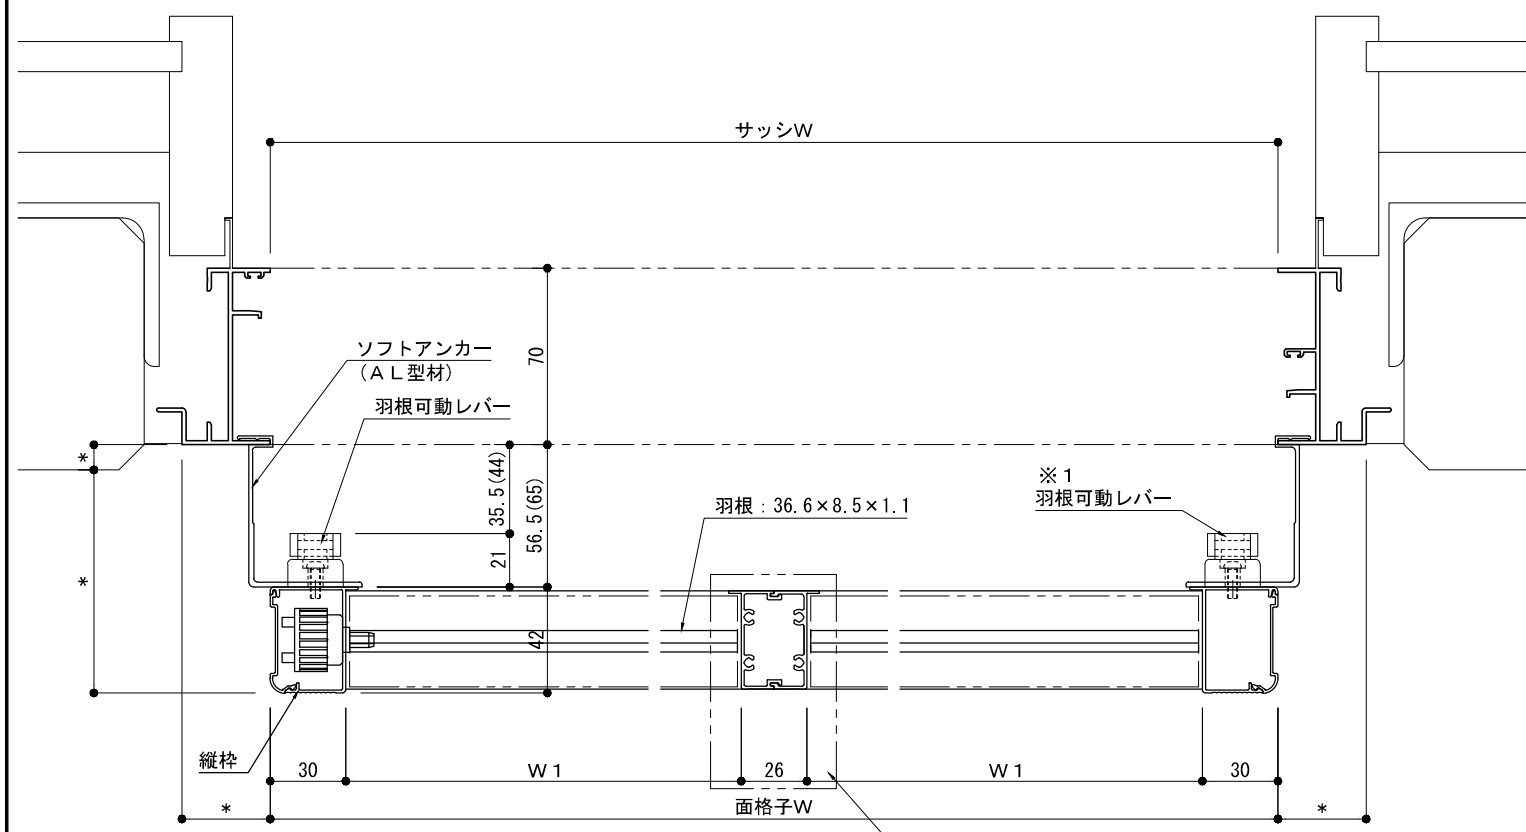 サッシW
70
ソフトアンカー
(AL型材)
羽根可動レバー
*
35.5(44)
56.5(65)
※1
羽根可動レバー
羽根:36.6×8.5×1.1
21
*
42
縦枠
30
W1
26
W1
30
*
面格子W
*